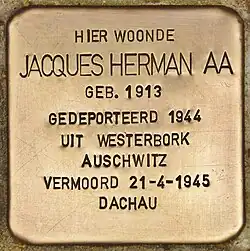 HIER WOONDE
JACQUES HERMAN AA
GEB. 1913
GEDEPORTEERD 1944
UIT WESTERBORK
AUSCHWITZ
VERMOORD 21-4-1945
DACHAU